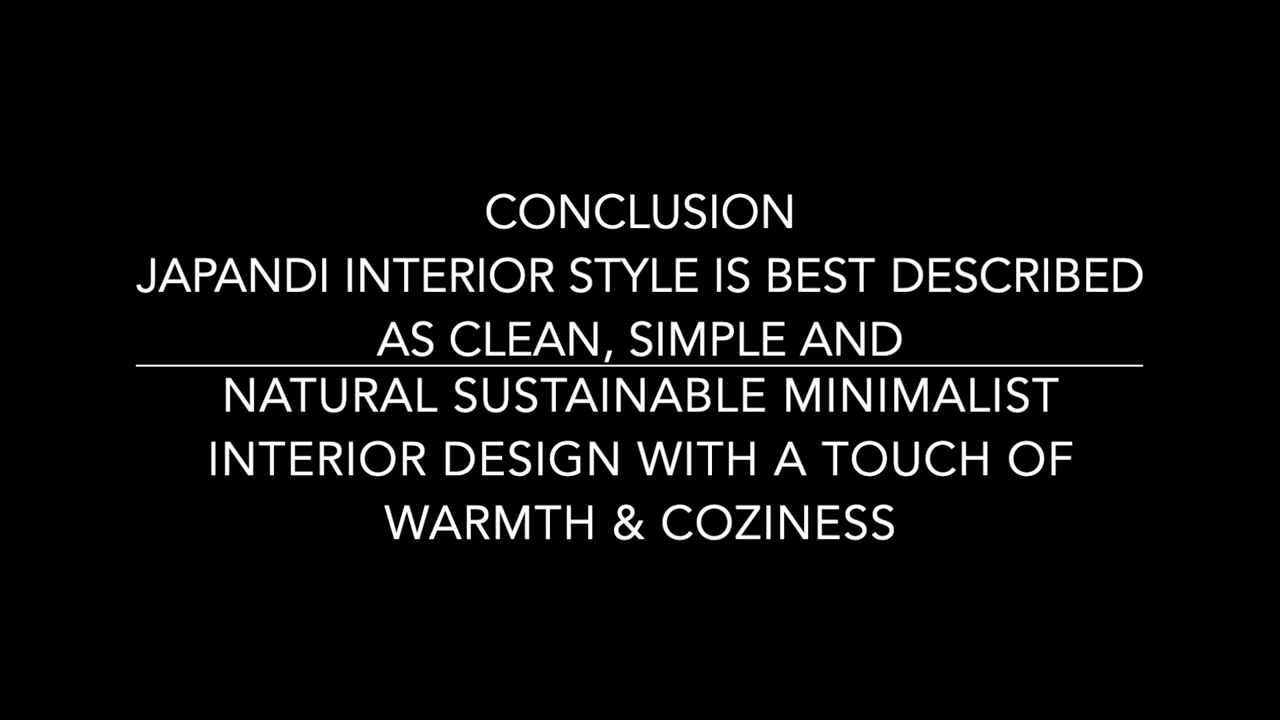 CONCLUSION
JAPANDI INTERIOR STYLE IS BEST DESCRIBED
AS CLEAN, SIMPLE AND
NATURAL SUSTAINABLE MINIMALIST
INTERIOR DESIGN WITH A TOUCH OF
WARMTH & COZINESS